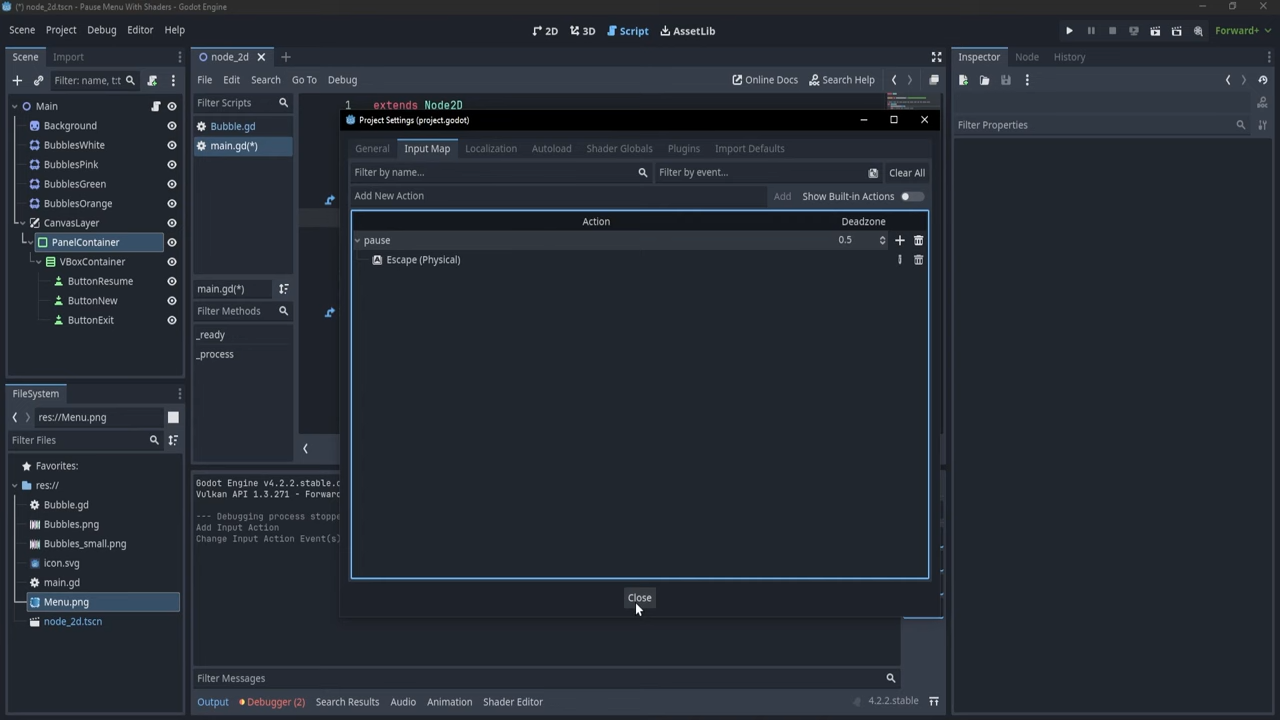 (*) node_2d.tscn - Pause Menu With Shaders - Godot Engine
Scene Project Debug Editor Help
2D 3D Script AssetLib
Forward+
Scene Import
Filter: name, t:t
Main
Background
BubblesWhite
BubblesPink
BubblesGreen
BubblesOrange
CanvasLayer
PanelContainer
VBoxContainer
ButtonResume
ButtonNew
ButtonExit
FileSystem
res://Menu.png
Filter Files
Favorites:
res://
Bubble.gd
Bubbles.png
Bubbles_small.png
icon.svg
main.gd
Menu.png
node_2d.tscn
node_2d
File Edit Search Go To Debug
Online Docs Search Help
Filter Scripts
Bubble.gd
main.gd(*)
main.gd(*)
Filter Methods
_ready
_process
1 extends Node2D
Project Settings (project.godot)
General Input Map Localization Autoload Shader Globals Plugins Import Defaults
Filter by name... Filter by event... Clear All
Add New Action Add Show Built-in Actions
Action Deadzone
pause 0.5
Escape (Physical)
Close
Godot Engine v4.2.2.stable.
Vulkan API 1.3.271 - Forward
--- Debugging process stoppe
Add Input Action
Change Input Action Event(s)
Filter Messages
Output Debugger (2) Search Results Audio Animation Shader Editor
4.2.2.stable
Inspector Node History
Filter Properties